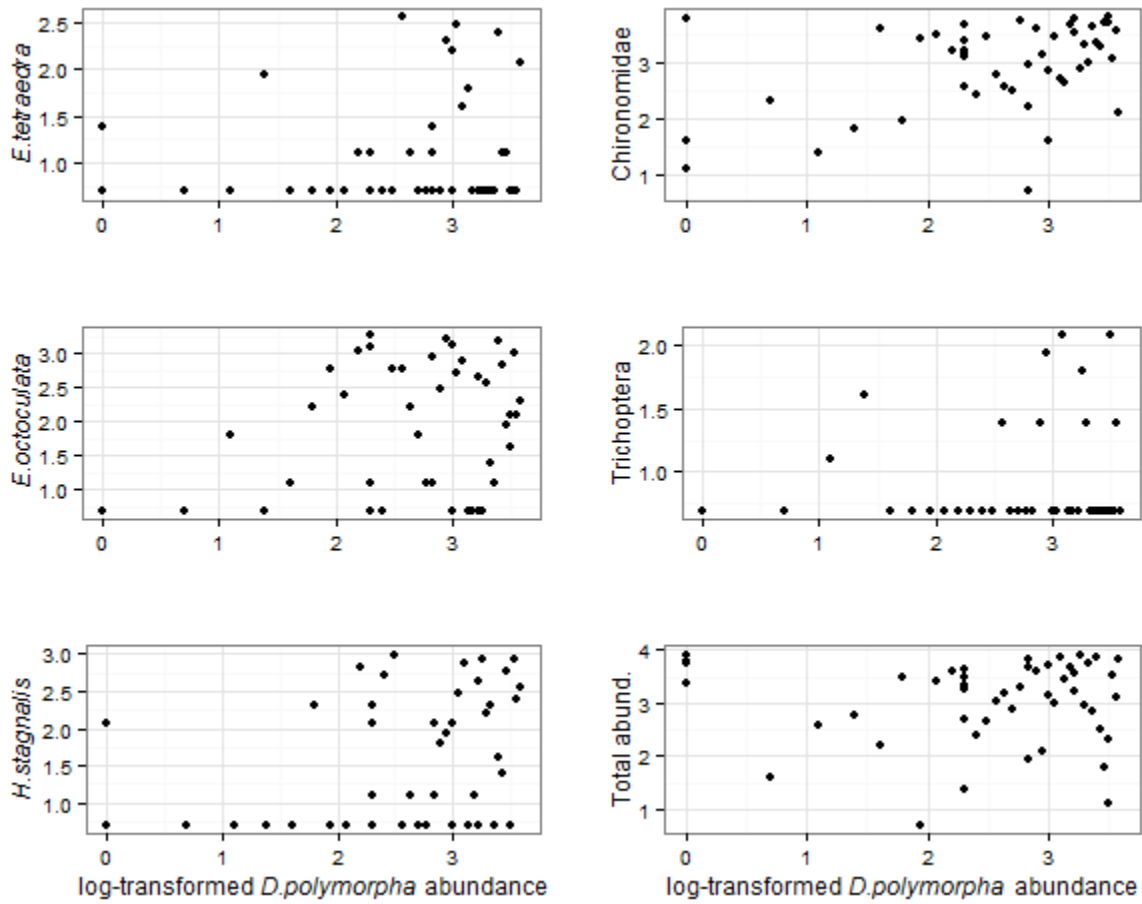 E.tetraedra
2.5
2.0
1.5
1.0
0 1 2 3
Chironomidae
3
2
1
0 1 2 3
E.octoculata
3.0
2.5
2.0
1.5
1.0
0 1 2 3
Trichoptera
2.0
1.5
1.0
0 1 2 3
H.stagnalis
3.0
2.5
2.0
1.5
1.0
0 1 2 3
log-transformed D.polymorpha abundance
Total abund.
4
3
2
1
0 1 2 3
log-transformed D.polymorpha abundance